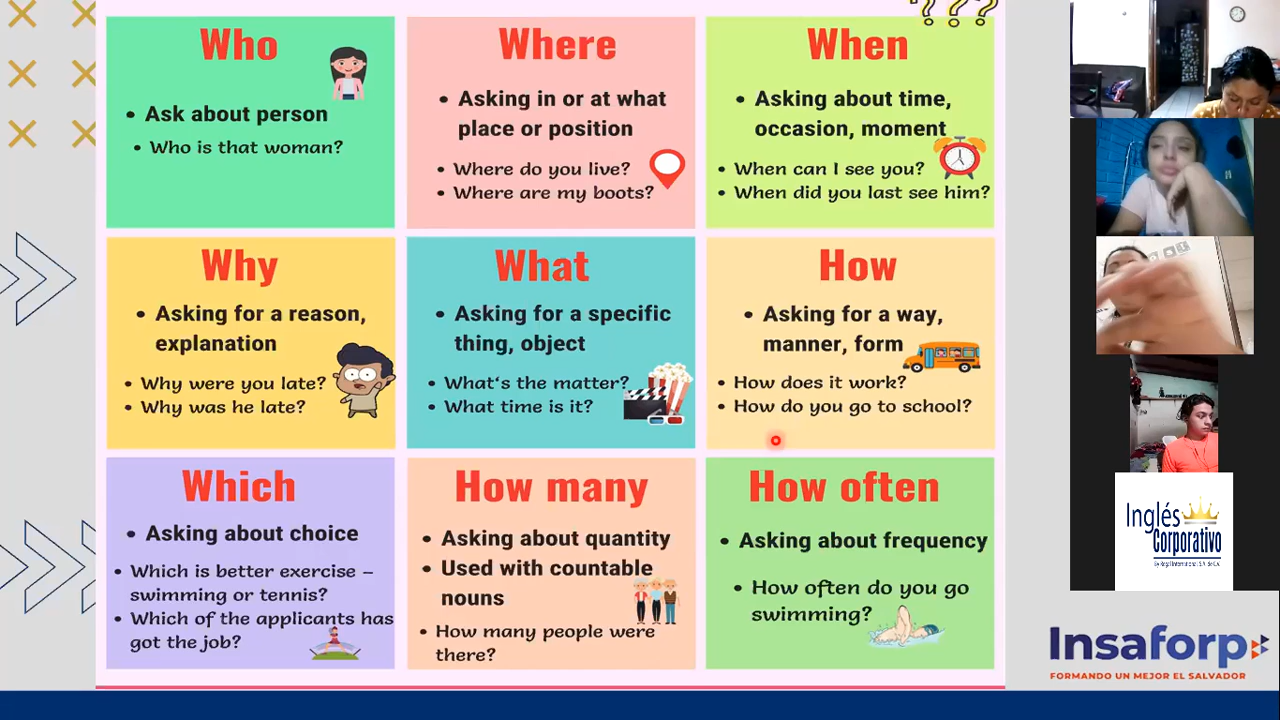 ???
Who
Ask about person
Who is that woman?
Where
Asking in or at what
place or position
Where do you live?
Where are my boots?
When
Asking about time,
occasion, moment
When can I see you?
When did you last see him?
Why
Asking for a reason,
explanation
Why were you late?
Why was he late?
What
Asking for a specific
thing, object
What's the matter?
What time is it?
How
Asking for a way,
manner, form
How does it work?
How do you go to school?
Which
Asking about choice
Which is better exercise –
swimming or tennis?
Which of the applicants has
got the job?
How many
Asking about quantity
Used with countable
nouns
How many people were
there?
How often
Asking about frequency
How often do you go
swimming?
Inglés
Corporativo
Insaforp
FORMANDO UN MEJOR EL SALVADOR